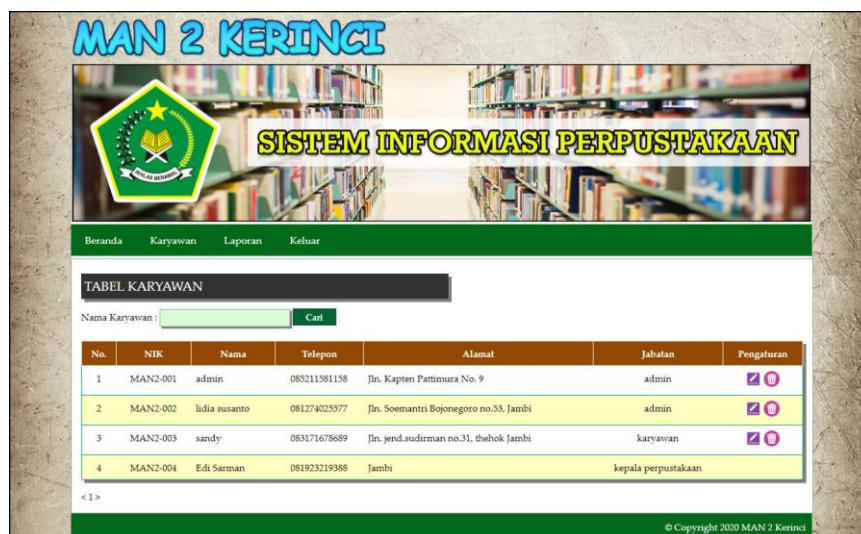 MAN 2 KERINCI
IKHLAS BERAMAL
SISTEM INFORMASI PERPUSTAKAAN
Beranda Karyawan Laporan Keluar
TABEL KARYAWAN
Nama Karyawan : Cari
No. NIK Nama Telepon Alamat Jabatan Pengaturan
1 MAN2-001 admin 085211581158 Jln. Kapten Pattimura No. 9 admin
2 MAN2-002 lidia susanto 081274025577 Jln. Soemantri Bojonegoro no.53, Jambi admin
3 MAN2-003 sandy 083171678689 Jln. jend.sudirman no.31, thehok Jambi karyawan
4 MAN2-004 Edi Sarman 081923219388 Jambi kepala perpustakaan
< 1 >
© Copyright 2020 MAN 2 Kerinci